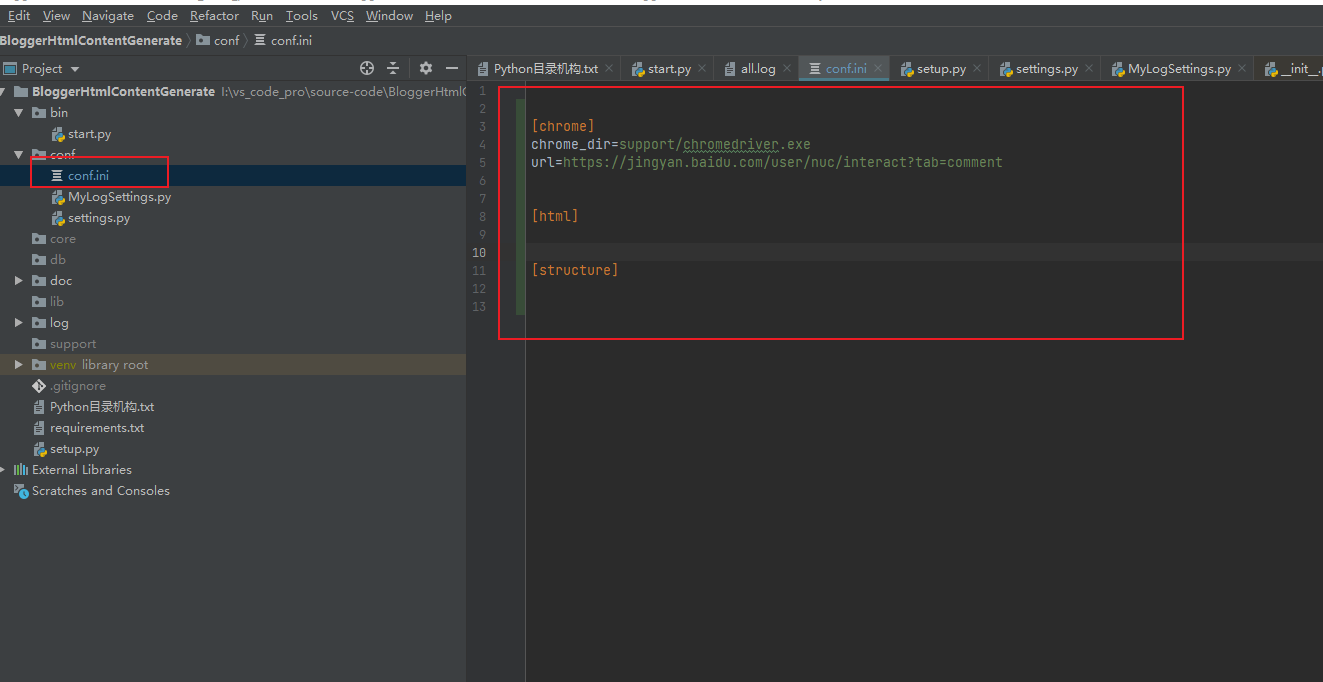 Edit View Navigate Code Refactor Run Tools VCS Window Help
BloggerHtmlContentGenerate conf conf.ini
Project
Python目录机构.txt start.py all.log conf.ini setup.py settings.py MyLogSettings.py __init__.p
BloggerHtmlContentGenerate I:\vs_code_pro\source-code\BloggerHtmlC
bin
start.py
conf
conf.ini
MyLogSettings.py
settings.py
core
db
doc
lib
log
support
venv library root
.gitignore
Python目录机构.txt
requirements.txt
setup.py
External Libraries
Scratches and Consoles
1
2
3 [chrome]
4 chrome_dir=support/chromedriver.exe
5 url=https://jingyan.baidu.com/user/nuc/interact?tab=comment
6
7
8 [html]
9
10
11 [structure]
12
13